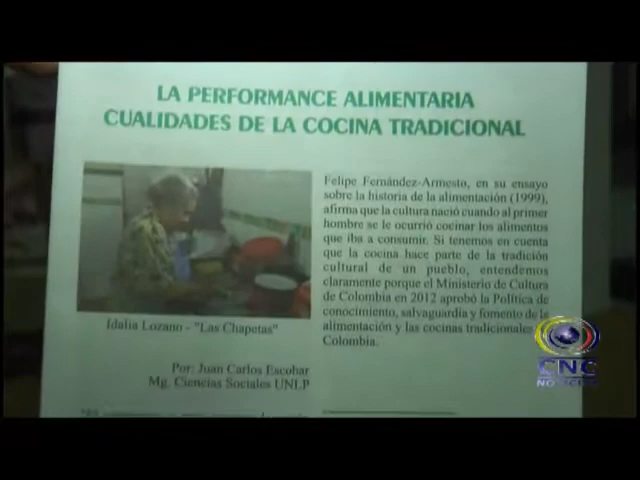 LA PERFORMANCE ALIMENTARIA
CUALIDADES DE LA COCINA TRADICIONAL
Felipe Fernández-Armesto, en su ensayo
sobre la historia de la alimentación (1999),
afirma que la cultura nació cuando al primer
hombre se le ocurrió cocinar los alimentos
que iba a consumir. Si tenemos en cuenta
que la cocina hace parte de la tradición
cultural de un pueblo, entendemos
claramente porque el Ministerio de Cultura
de Colombia en 2012 aprobó la Política de
conocimiento, salvaguardia y fomento de la
alimentación y las cocinas tradicionales
Colombia.
Idalia Lozano - "Las Chapetas"
Por: Juan Carlos Escobar
Mg. Ciencias Sociales UNLP
CNC
NOTICIAS